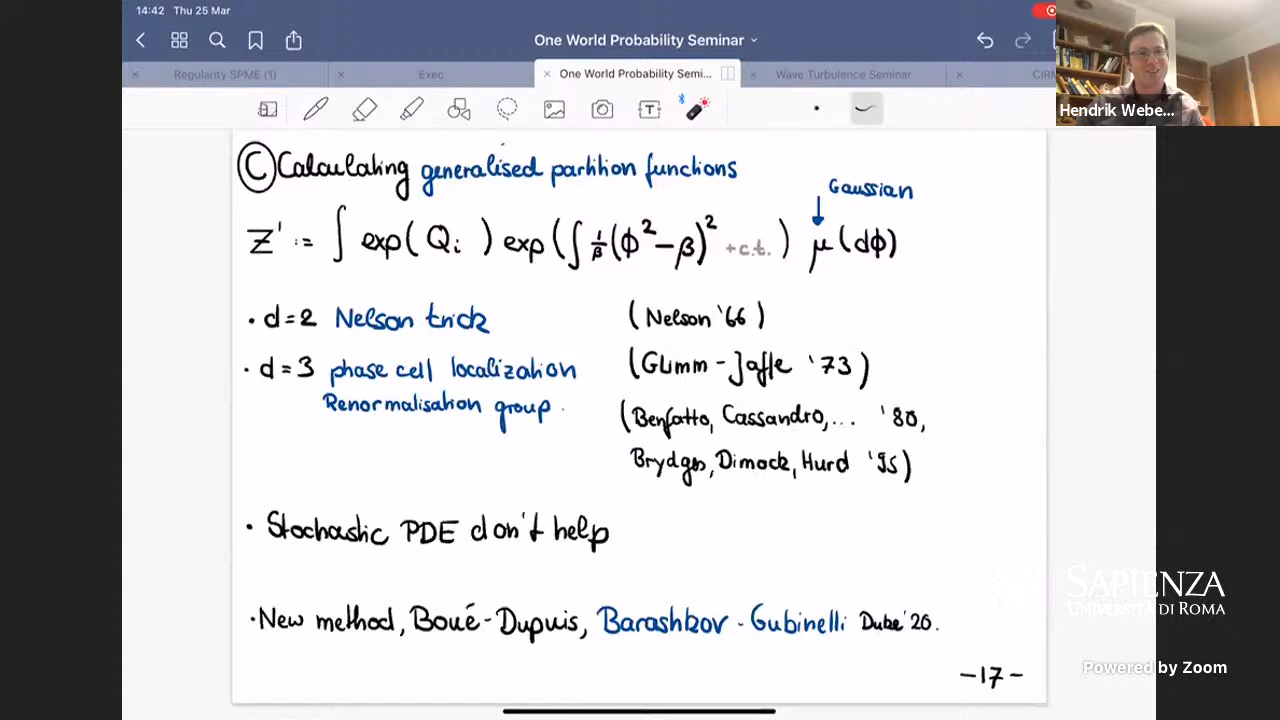 14:42 Thu 25 Mar
One World Probability Seminar
Regularity SPME (1)
Exec
One World Probability Semi...
Wave Turbulence Seminar
CIRM
Hendrik Webe...
Ⓒ Calculating generalised partition functions
Gaussian
Z' := ∫ exp( Q_i ) exp( ∫ 1/β (ϕ² - β)² + c.t. ) μ(dϕ)
· d=2 Nelson trick (Nelson '66)
· d=3 phase cell localization (Glimm - Jaffe '73)
Renormalisation group. (Benfatto, Cassandro, ... '80,
Brydges, Dimock, Hurd '95)
· Stochastic PDE don't help
· New method, Boué - Dupuis, Barashkov - Gubinelli Duke '20.
-17-
SAPIENZA
UNIVERSITÀ DI ROMA
Powered by Zoom